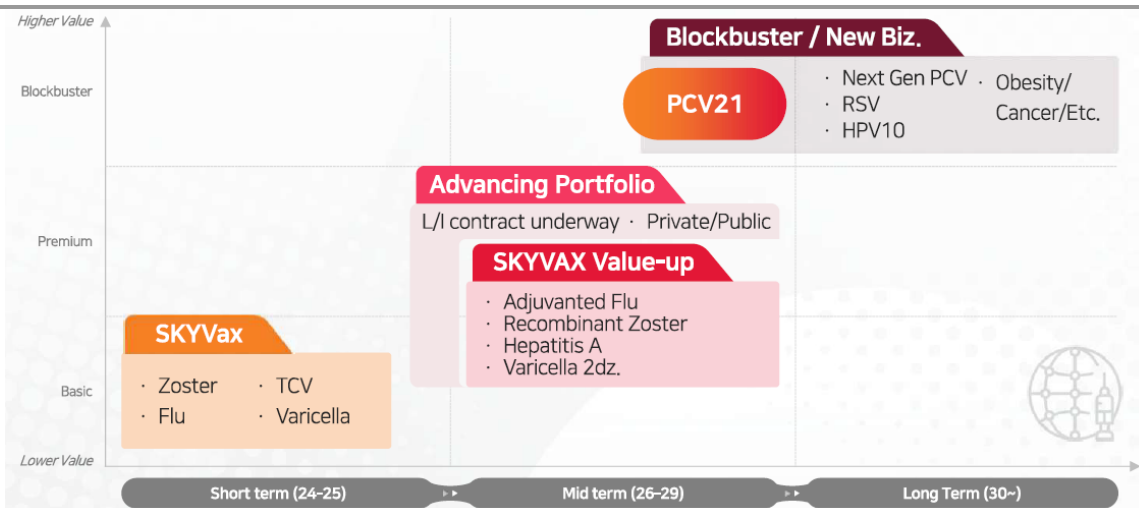 Higher Value
Blockbuster / New Biz.
Blockbuster
PCV21
· Next Gen PCV
· RSV
· HPV10
· Obesity/
Cancer/Etc.
Advancing Portfolio
L/I contract underway · Private/Public
Premium
SKYVAX Value-up
· Adjuvanted Flu
· Recombinant Zoster
· Hepatitis A
· Varicella 2dz.
SKYVax
Basic
· Zoster
· Flu
· TCV
· Varicella
Lower Value
Short term (24-25)
Mid term (26-29)
Long Term (30~)